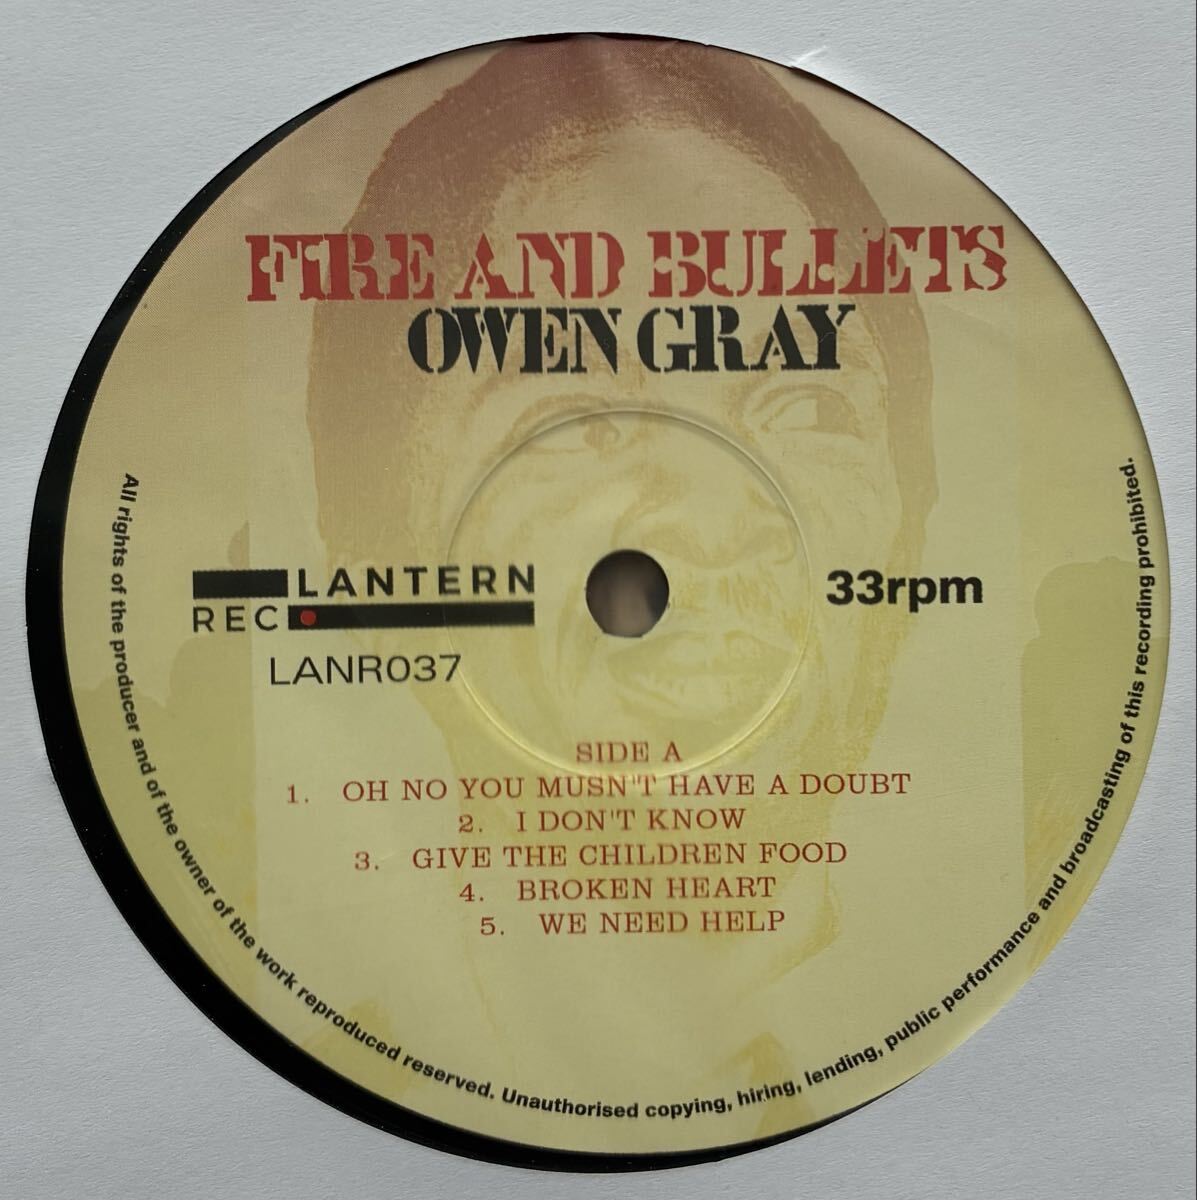 FIRE AND BULLETS
OWEN GRAY
LANTERN
REC
LANR037
33rpm
SIDE A
1. OH NO YOU MUSN'T HAVE A DOUBT
2. I DON'T KNOW
3. GIVE THE CHILDREN FOOD
4. BROKEN HEART
5. WE NEED HELP
All rights of the producer and of the owner of the work reproduced reserved. Unauthorised copying, hiring, lending, public performance and broadcasting of this recording prohibited.